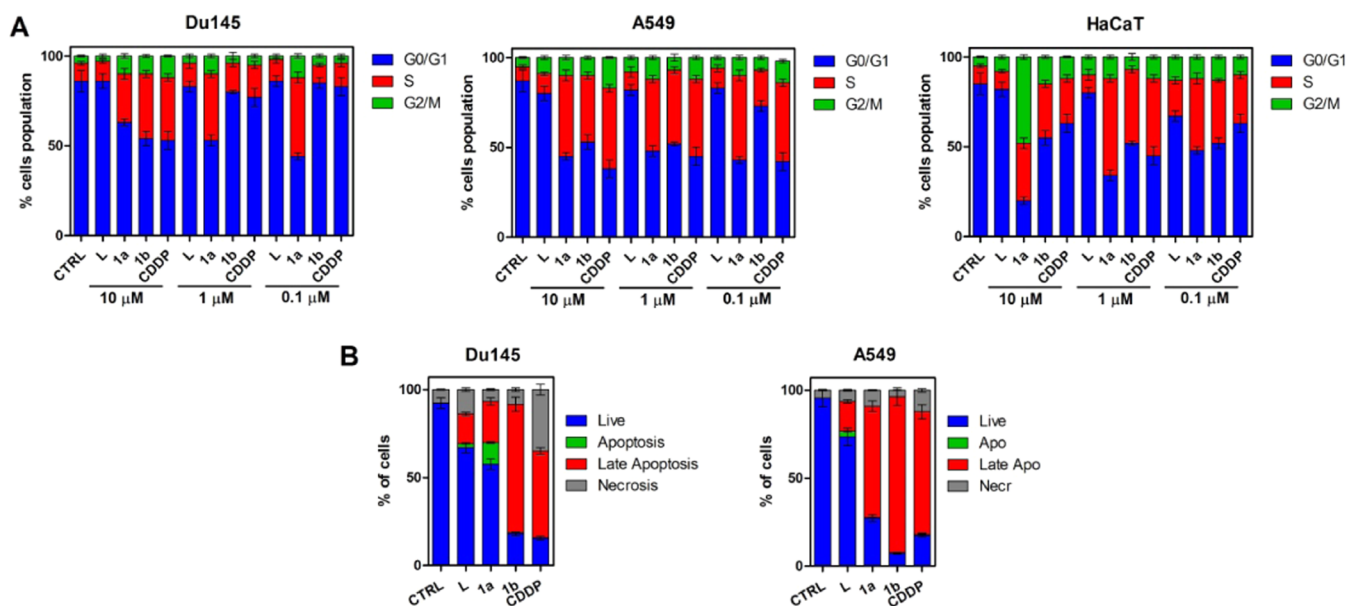 A
Du145
% cells population
100
50
0
CTRL
L
1a
1b
CDDP
L
1a
1b
CDDP
L
1a
1b
CDDP
10 µM
1 µM
0.1 µM
G0/G1
S
G2/M
A549
% cells population
100
50
0
CTRL
L
1a
1b
CDDP
L
1a
1b
CDDP
L
1a
1b
CDDP
10 µM
1 µM
0.1 µM
G0/G1
S
G2/M
HaCaT
% cells population
100
50
0
CTRL
L
1a
1b
CDDP
L
1a
1b
CDDP
L
1a
1b
CDDP
10 µM
1 µM
0.1 µM
G0/G1
S
G2/M
B
Du145
% of cells
100
50
0
CTRL
L
1a
1b
CDDP
Live
Apoptosis
Late Apoptosis
Necrosis
A549
% of cells
100
50
0
CTRL
L
1a
1b
CDDP
Live
Apo
Late Apo
Necr